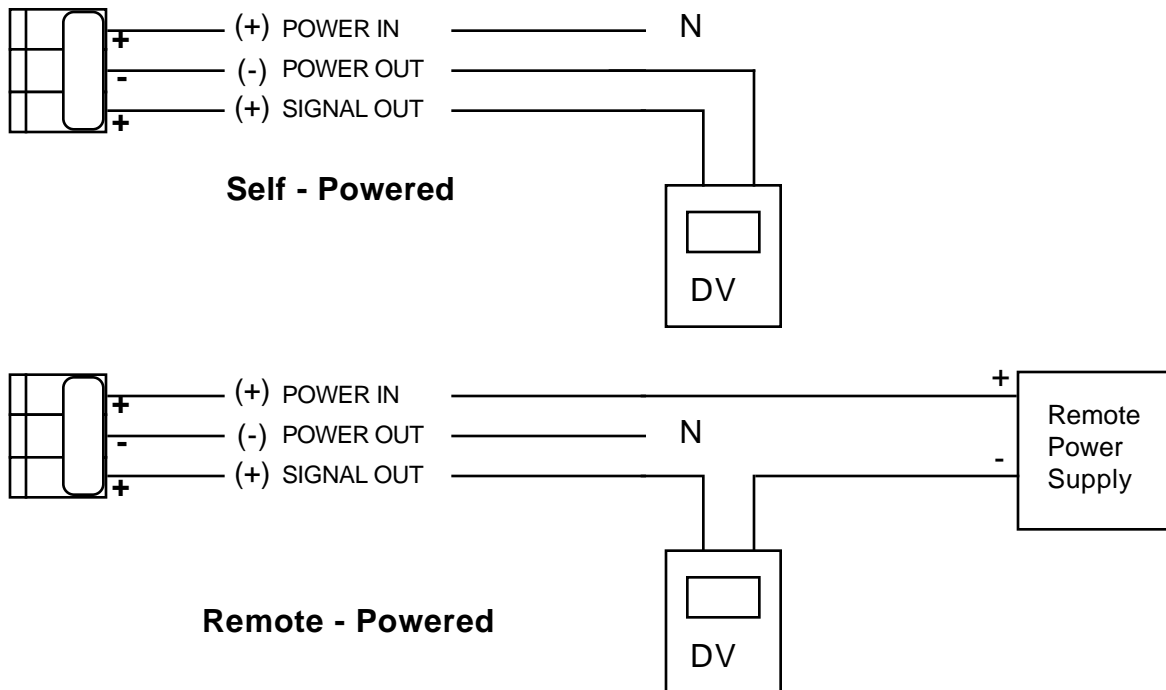 + (+) POWER IN N
- (-) POWER OUT
+ (+) SIGNAL OUT
Self - Powered
DV
+ (+) POWER IN +
- (-) POWER OUT N
+ (+) SIGNAL OUT -
Remote
Power
Supply
Remote - Powered
DV